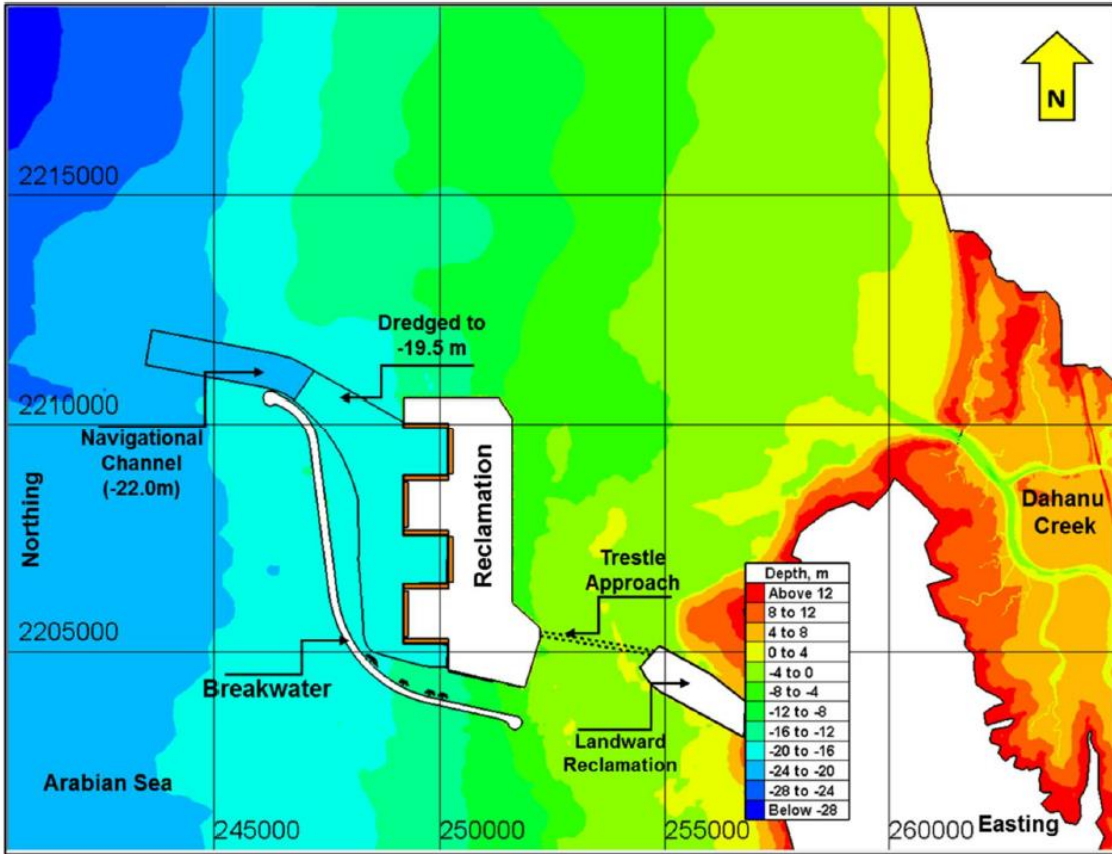 N
2215000
Dredged to
-19.5 m
2210000
Navigational
Channel
(-22.0m)
Northing
Reclamation
Dahanu
Creek
Trestle
Approach
2205000
Breakwater
Landward
Reclamation
Depth, m
Above 12
8 to 12
4 to 8
0 to 4
-4 to 0
-8 to -4
-12 to -8
-16 to -12
-20 to -16
-24 to -20
-28 to -24
Below -28
Arabian Sea
245000
250000
255000
260000
Easting